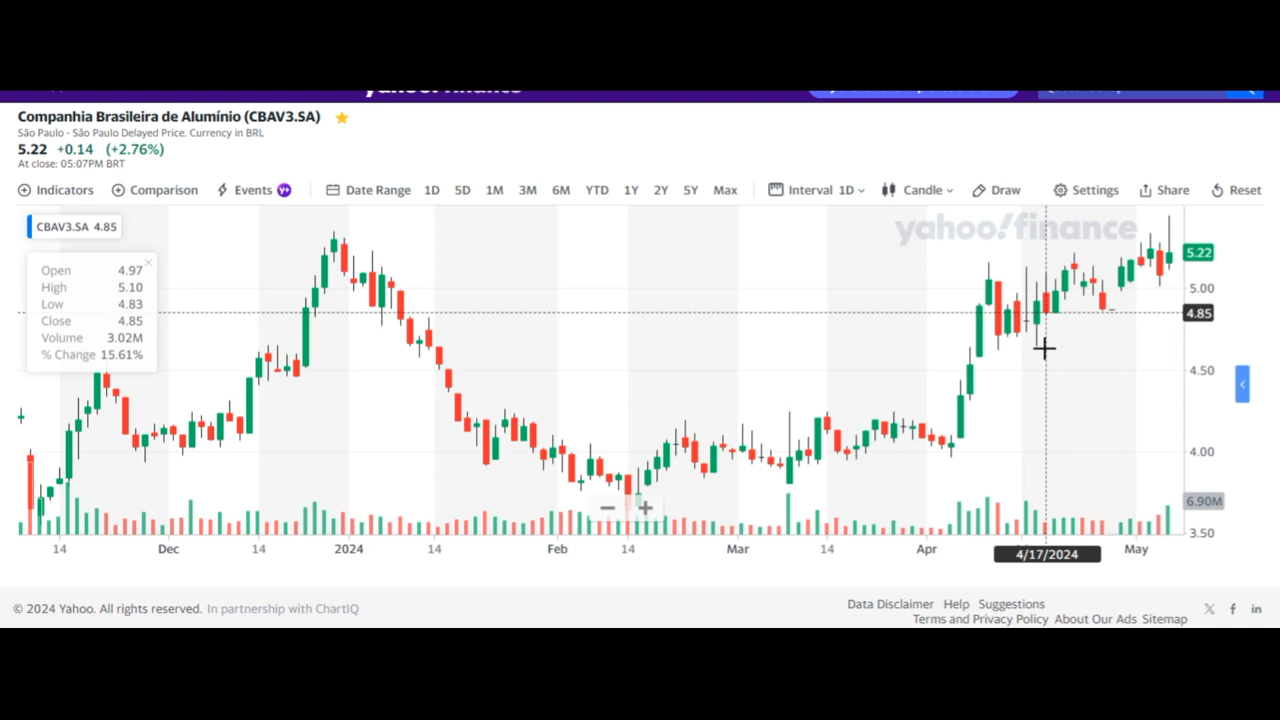 Companhia Brasileira de Alumínio (CBAV3.SA)
São Paulo - São Paulo Delayed Price. Currency in BRL
5.22 +0.14 (+2.76%)
At close: 05:07PM BRT
Indicators Comparison Events Y+ Date Range 1D 5D 1M 3M 6M YTD 1Y 2Y 5Y Max Interval 1D Candle Draw Settings Share Reset
CBAV3.SA 4.85
yahoo!finance
Open 4.97
High 5.10
Low 4.83
Close 4.85
Volume 3.02M
% Change 15.61%
5.22
5.00
4.85
4.50
4.00
6.90M
3.50
14 Dec 14 2024 14 Feb 14 Mar 14 Apr 4/17/2024 May
© 2024 Yahoo. All rights reserved. In partnership with ChartIQ
Data Disclaimer Help Suggestions
Terms and Privacy Policy About Our Ads Sitemap